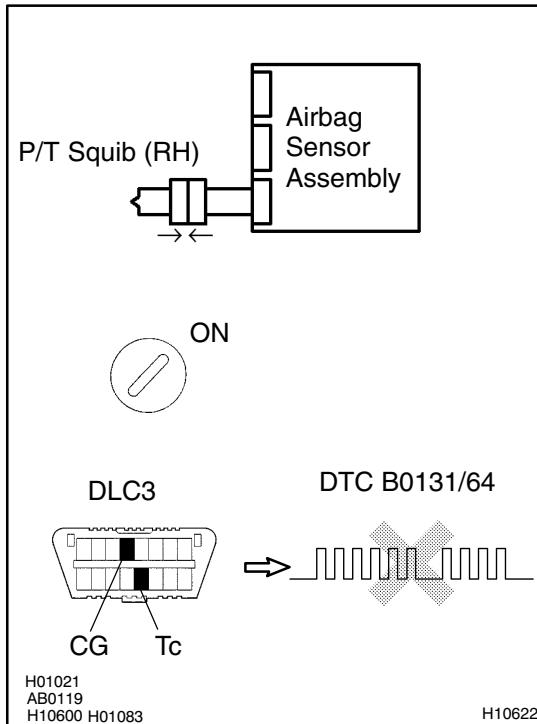 Airbag
Sensor
Assembly
P/T Squib (RH)
ON
DLC3
DTC B0131/64
CG Tc
H01021
AB0119
H10600 H01083
H10622